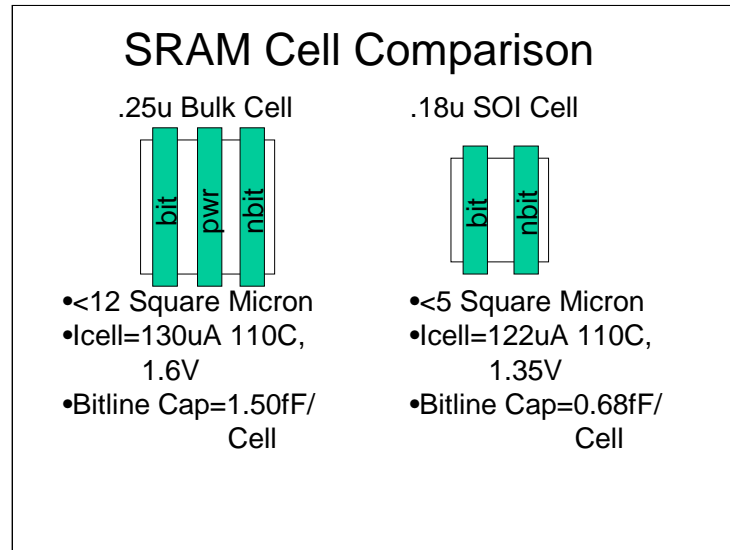 SRAM Cell Comparison
.25u Bulk Cell
bit
pwr
nbit
•<12 Square Micron
•Icell=130uA 110C,
1.6V
•Bitline Cap=1.50fF/
Cell
.18u SOI Cell
bit
nbit
•<5 Square Micron
•Icell=122uA 110C,
1.35V
•Bitline Cap=0.68fF/
Cell